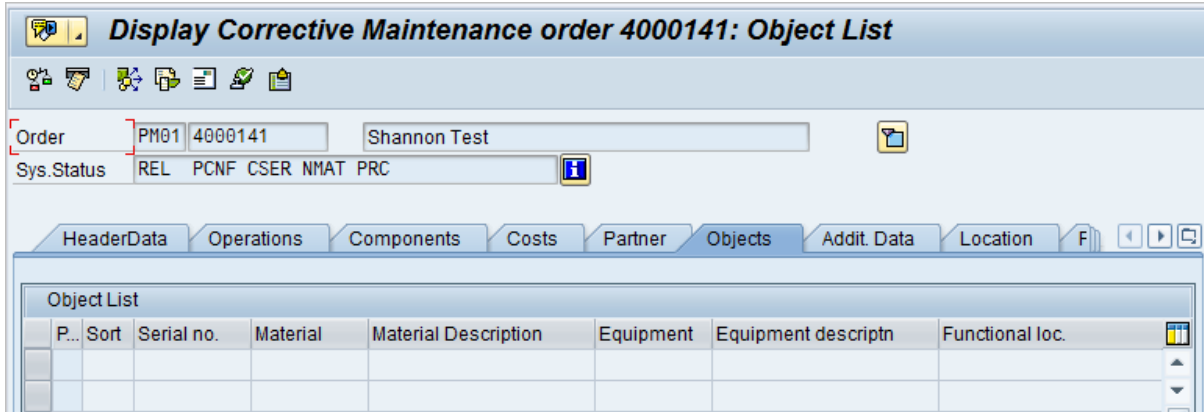 Display Corrective Maintenance order 4000141: Object List
Order PM01 4000141 Shannon Test
Sys.Status REL PCNF CSER NMAT PRC
HeaderData Operations Components Costs Partner Objects Addit. Data Location F
Object List
P... Sort Serial no. Material Material Description Equipment Equipment descriptn Functional loc.